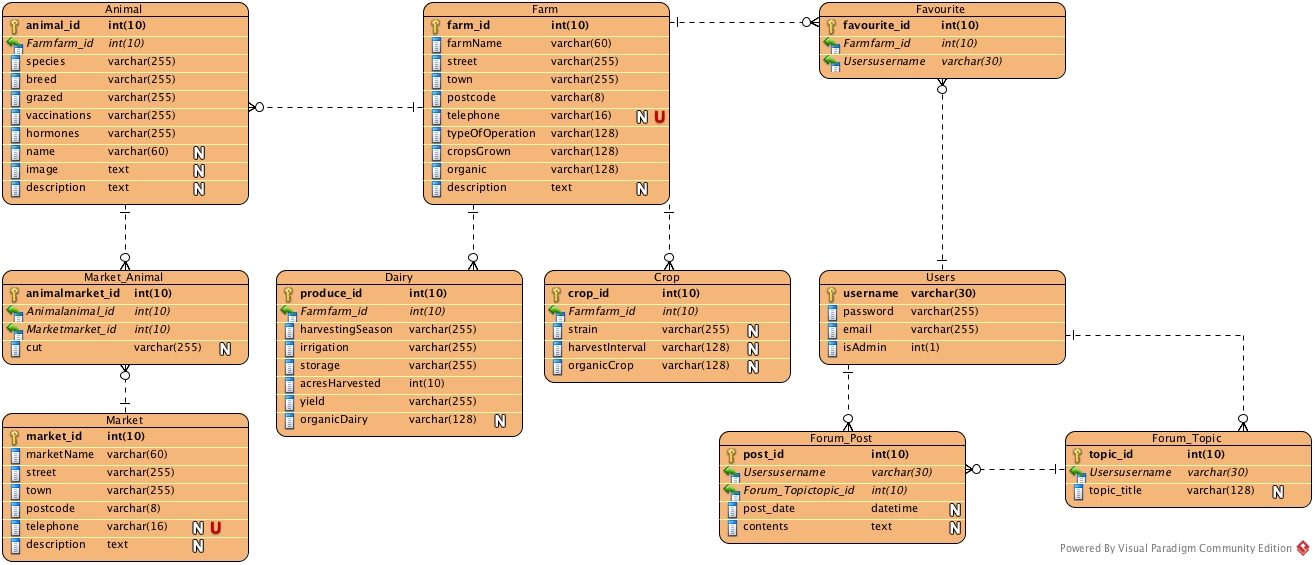 Animal
animal_id int(10)
Farmfarm_id int(10)
species varchar(255)
breed varchar(255)
grazed varchar(255)
vaccinations varchar(255)
hormones varchar(255)
name varchar(60) N
image text N
description text N
Farm
farm_id int(10)
farmName varchar(60)
street varchar(255)
town varchar(255)
postcode varchar(8)
telephone varchar(16) N U
typeOfOperation varchar(128)
cropsGrown varchar(128)
organic varchar(128)
description text N
Favourite
favourite_id int(10)
Farmfarm_id int(10)
Usersusername varchar(30)
Market_Animal
animalmarket_id int(10)
Animalanimal_id int(10)
Marketmarket_id int(10)
cut varchar(255) N
Dairy
produce_id int(10)
Farmfarm_id int(10)
harvestingSeason varchar(255)
irrigation varchar(255)
storage varchar(255)
acresHarvested int(10)
yield varchar(255)
organicDairy varchar(128) N
Crop
crop_id int(10)
Farmfarm_id int(10)
strain varchar(255) N
harvestInterval varchar(128) N
organicCrop varchar(128) N
Users
username varchar(30)
password varchar(255)
email varchar(255)
isAdmin int(1)
Market
market_id int(10)
marketName varchar(60)
street varchar(255)
town varchar(255)
postcode varchar(8)
telephone varchar(16) N U
description text N
Forum_Post
post_id int(10)
Usersusername varchar(30)
Forum_Topictopic_id int(10)
post_date datetime N
contents text N
Forum_Topic
topic_id int(10)
Usersusername varchar(30)
topic_title varchar(128) N
Powered By Visual Paradigm Community Edition